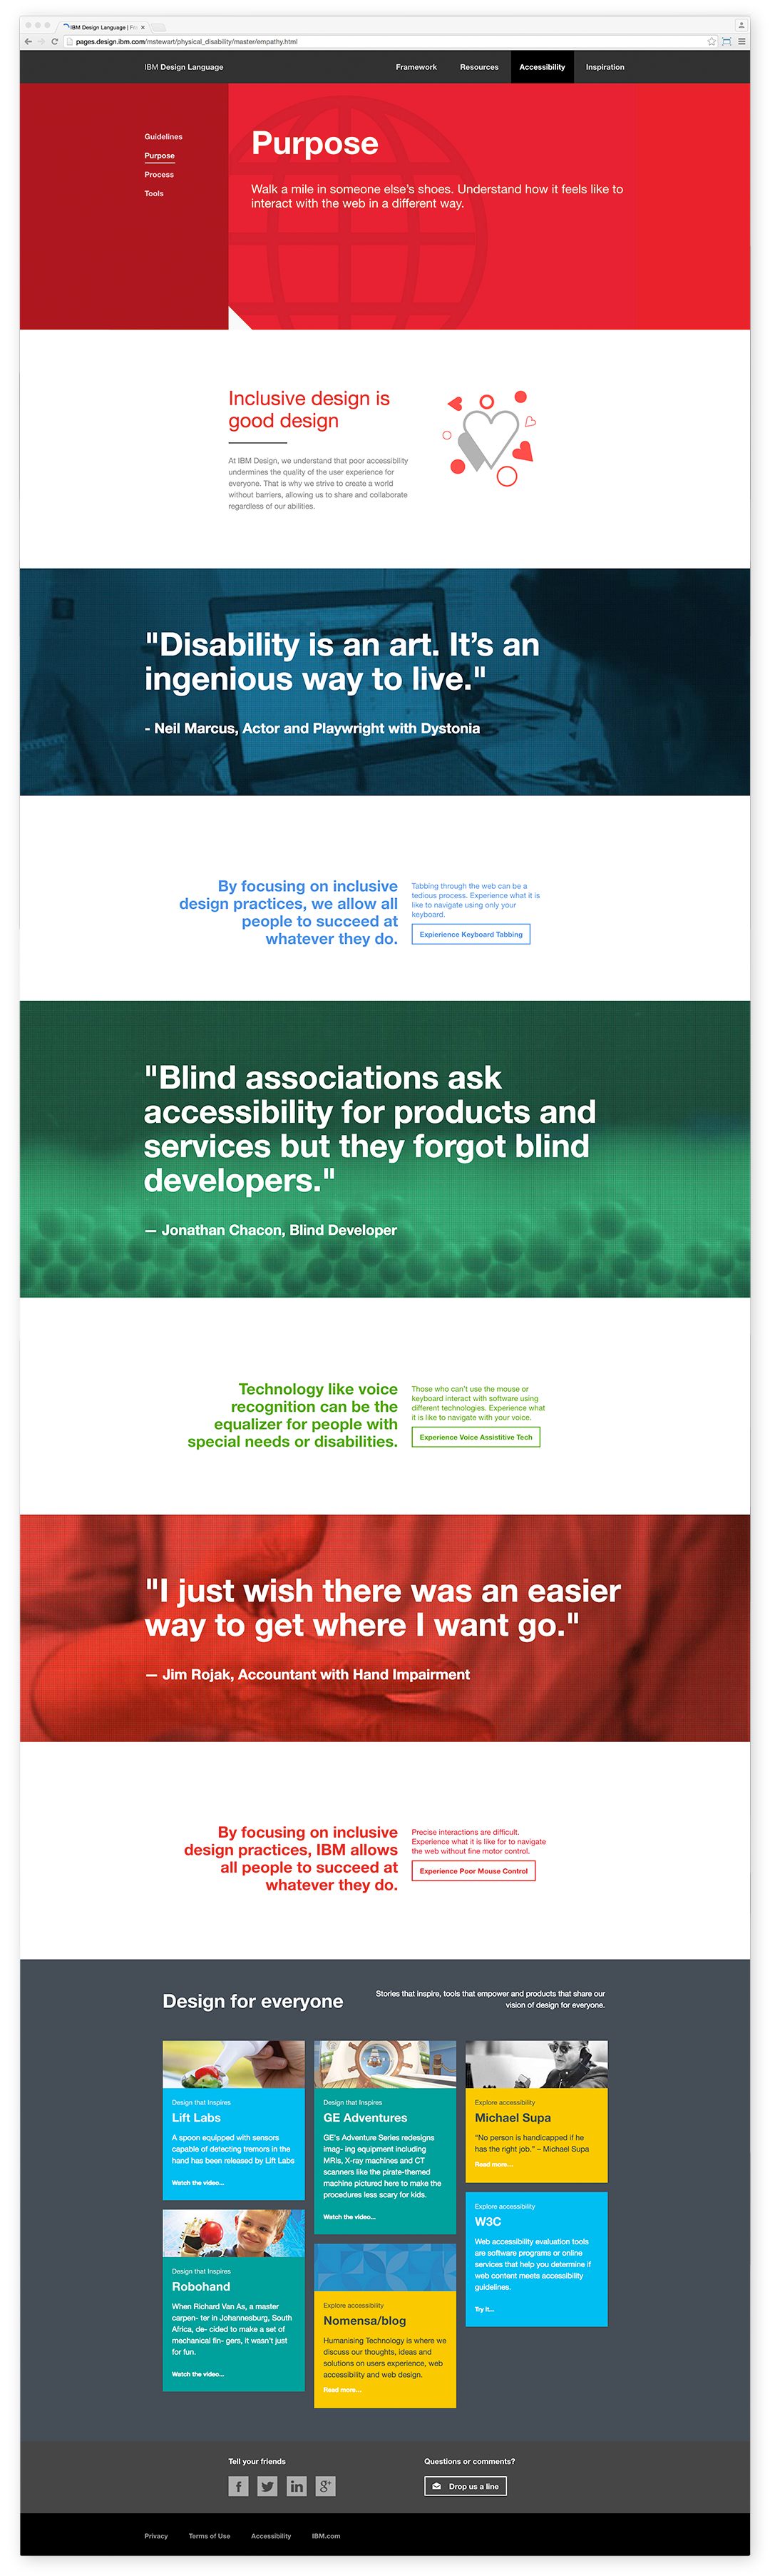 IBM Design Language | Fra
pages.design.ibm.com/mstewart/physical_disability/master/empathy.html
IBM Design Language
Framework Resources Accessibility Inspiration
Guidelines
Purpose
Process
Tools
Purpose
Walk a mile in someone else's shoes. Understand how it feels like to
interact with the web in a different way.
Inclusive design is
good design
At IBM Design, we understand that poor accessibility
undermines the quality of the user experience for
everyone. That is why we strive to create a world
without barriers, allowing us to share and collaborate
regardless of our abilities.
"Disability is an art. It's an
ingenious way to live."
- Neil Marcus, Actor and Playwright with Dystonia
By focusing on inclusive
design practices, we allow all
people to succeed at
whatever they do.
Tabbing through the web can be a
tedious process. Experience what it is
like to navigate using only your
keyboard.
Expierience Keyboard Tabbing
"Blind associations ask
accessibility for products and
services but they forgot blind
developers."
— Jonathan Chacon, Blind Developer
Technology like voice
recognition can be the
equalizer for people with
special needs or disabilities.
Those who can't use the mouse or
keyboard interact with software using
different technologies. Experience what
it is like to navigate with your voice.
Experience Voice Assistitive Tech
"I just wish there was an easier
way to get where I want go."
— Jim Rojak, Accountant with Hand Impairment
By focusing on inclusive
design practices, IBM allows
all people to succeed at
whatever they do.
Precise interactions are difficult.
Experience what it is like for to navigate
the web without fine motor control.
Experience Poor Mouse Control
Design for everyone
Stories that inspire, tools that empower and products that share our
vision of design for everyone.
Design that Inspires
Lift Labs
A spoon equipped with sensors
capable of detecting tremors in the
hand has been released by Lift Labs
Watch the video...
Design that Inspires
Robohand
When Richard Van As, a master
carpen- ter in Johannesburg, South
Africa, de- cided to make a set of
mechanical fin- gers, it wasn't just
for fun.
Watch the video...
Design that Inspires
GE Adventures
GE's Adventure Series redesigns
imag- ing equipment including
MRIs, X-ray machines and CT
scanners like the pirate-themed
machine pictured here to make the
procedures less scary for kids.
Watch the video...
Explore accessibility
Nomensa/blog
Humanising Technology is where we
discuss our thoughts, ideas and
solutions on users experience, web
accessibility and web design.
Read more...
Explore accessibility
Michael Supa
“No person is handicapped if he
has the right job.” – Michael Supa
Read more...
Explore accessibility
W3C
Web accessibility evaluation tools
are software programs or online
services that help you determine if
web content meets accessibility
guidelines.
Try it...
Tell your friends
f in g+
Questions or comments?
Drop us a line
Privacy Terms of Use Accessibility IBM.com